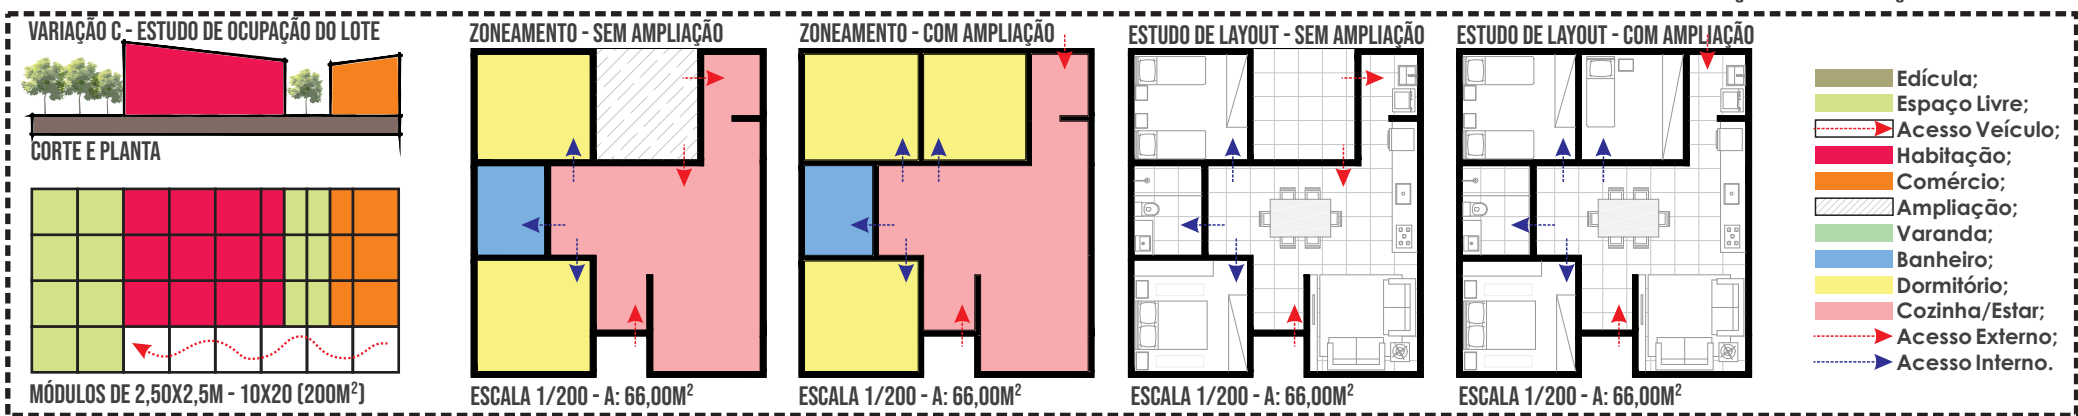 VARIAÇÃO C - ESTUDO DE OCUPAÇÃO DO LOTE
CORTE E PLANTA
MÓDULOS DE 2,50X2,5M - 10X20 (200M²)
ZONEAMENTO - SEM AMPLIAÇÃO
ESCALA 1/200 - A: 66,00M²
ZONEAMENTO - COM AMPLIAÇÃO
ESCALA 1/200 - A: 66,00M²
ESTUDO DE LAYOUT - SEM AMPLIAÇÃO
ESCALA 1/200 - A: 66,00M²
ESTUDO DE LAYOUT - COM AMPLIAÇÃO
ESCALA 1/200 - A: 66,00M²
Edícula;
Espaço Livre;
Acesso Veículo;
Habitação;
Comércio;
Ampliação;
Varanda;
Banheiro;
Dormitório;
Cozinha/Estar;
Acesso Externo;
Acesso Interno.